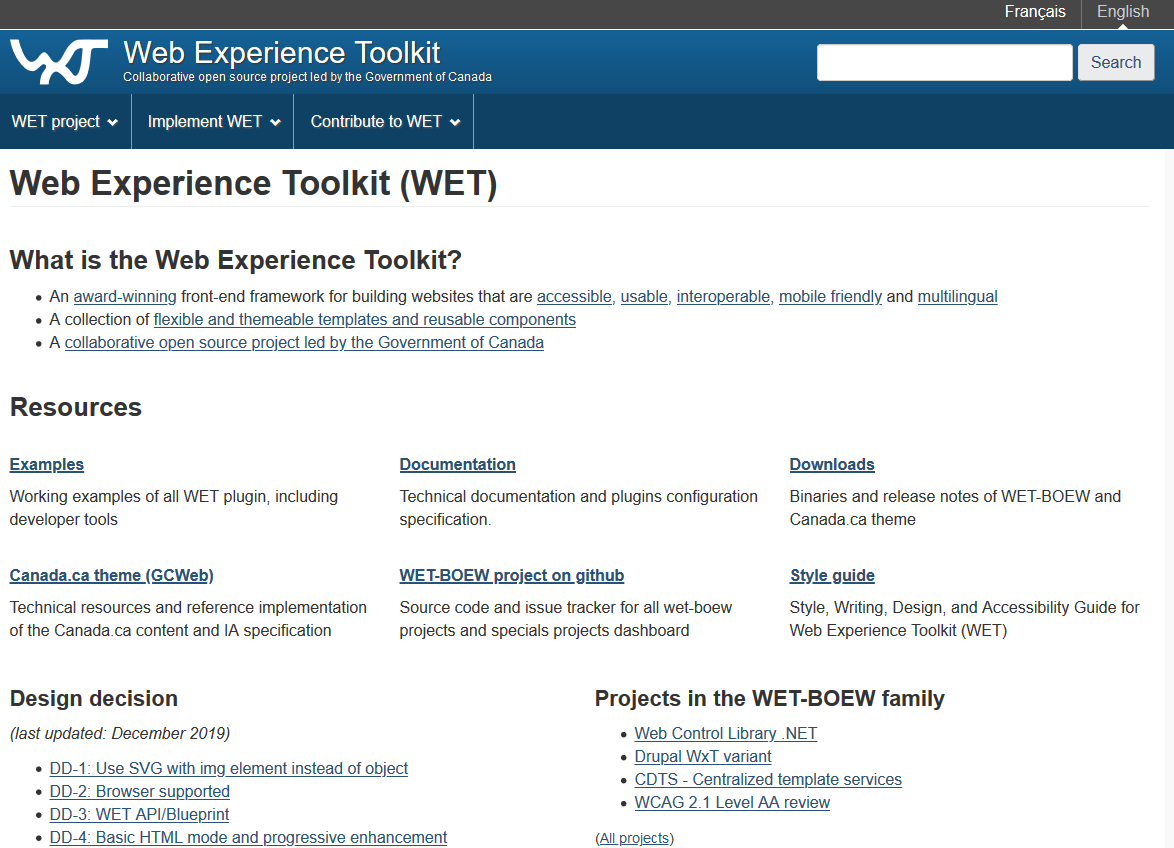 Français English
WxT Web Experience Toolkit
Collaborative open source project led by the Government of Canada
Search
WET project Implement WET Contribute to WET
Web Experience Toolkit (WET)
What is the Web Experience Toolkit?
• An award-winning front-end framework for building websites that are accessible, usable, interoperable, mobile friendly and multilingual
• A collection of flexible and themeable templates and reusable components
• A collaborative open source project led by the Government of Canada
Resources
Examples
Working examples of all WET plugin, including
developer tools
Documentation
Technical documentation and plugins configuration
specification.
Downloads
Binaries and release notes of WET-BOEW and
Canada.ca theme
Canada.ca theme (GCWeb)
Technical resources and reference implementation
of the Canada.ca content and IA specification
WET-BOEW project on github
Source code and issue tracker for all wet-boew
projects and specials projects dashboard
Style guide
Style, Writing, Design, and Accessibility Guide for
Web Experience Toolkit (WET)
Design decision
(last updated: December 2019)
• DD-1: Use SVG with img element instead of object
• DD-2: Browser supported
• DD-3: WET API/Blueprint
• DD-4: Basic HTML mode and progressive enhancement
Projects in the WET-BOEW family
• Web Control Library .NET
• Drupal WxT variant
• CDTS - Centralized template services
• WCAG 2.1 Level AA review
(All projects)